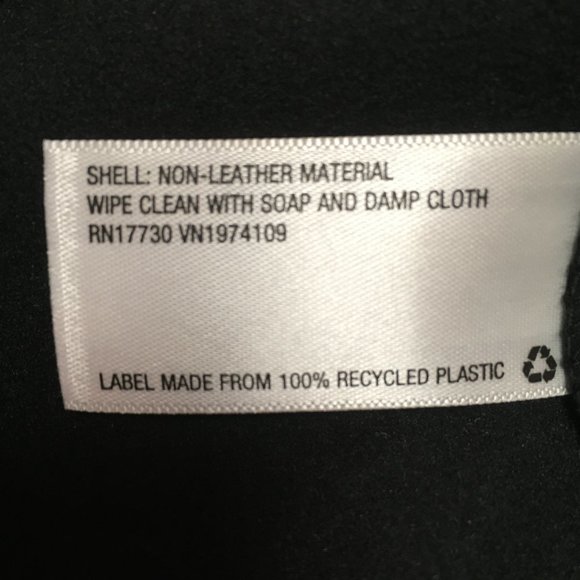 SHELL: NON-LEATHER MATERIAL
WIPE CLEAN WITH SOAP AND DAMP CLOTH
RN17730 VN1974109
LABEL MADE FROM 100% RECYCLED PLASTIC